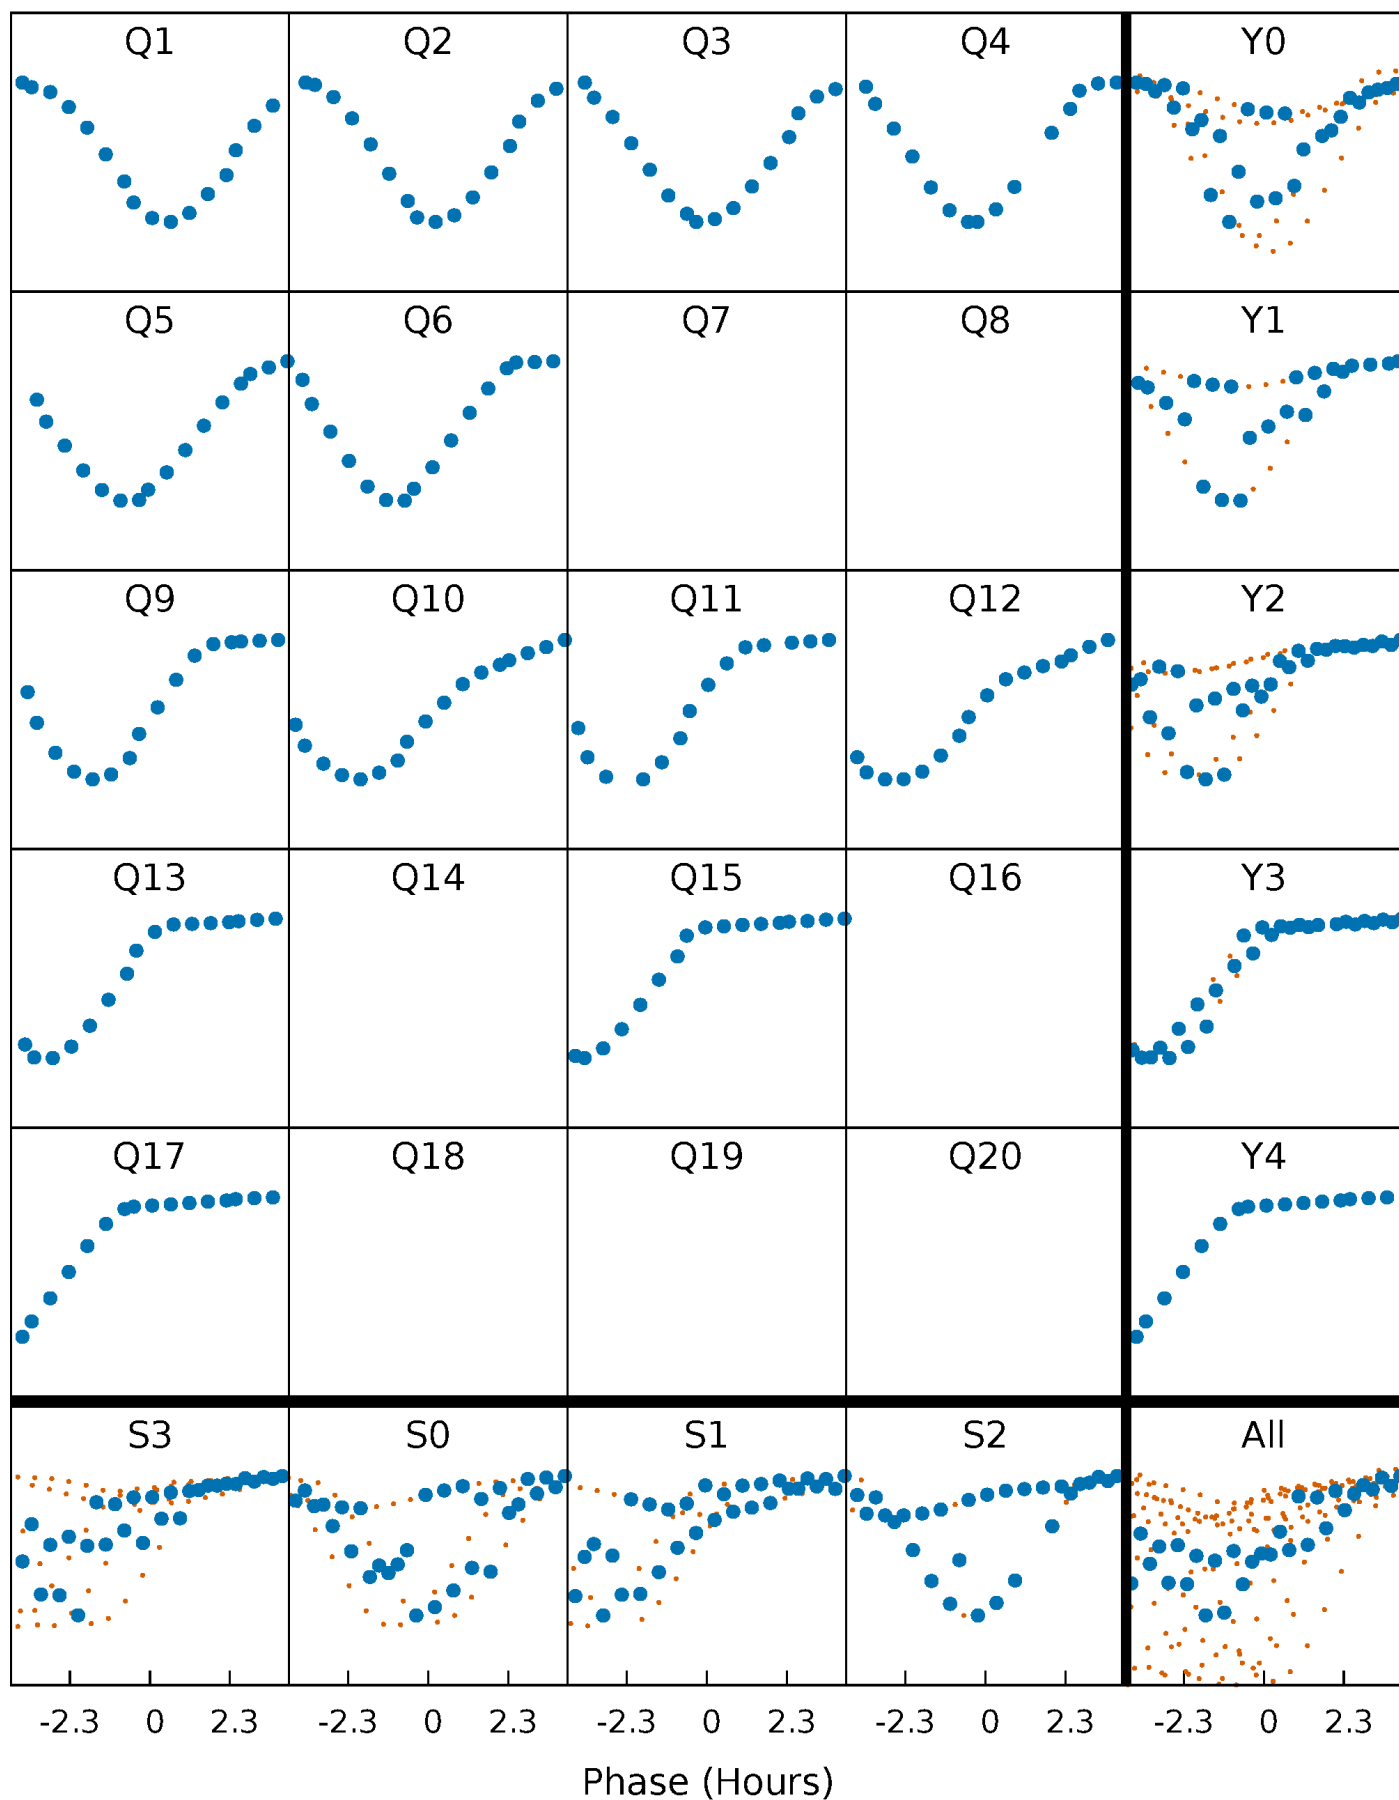 Q1 Q2 Q3 Q4 Y0
Q5 Q6 Q7 Q8 Y1
Q9 Q10 Q11 Q12 Y2
Q13 Q14 Q15 Q16 Y3
Q17 Q18 Q19 Q20 Y4
S3 S0 S1 S2 All
-2.3 0 2.3 -2.3 0 2.3 -2.3 0 2.3 -2.3 0 2.3 -2.3 0 2.3
Phase (Hours)